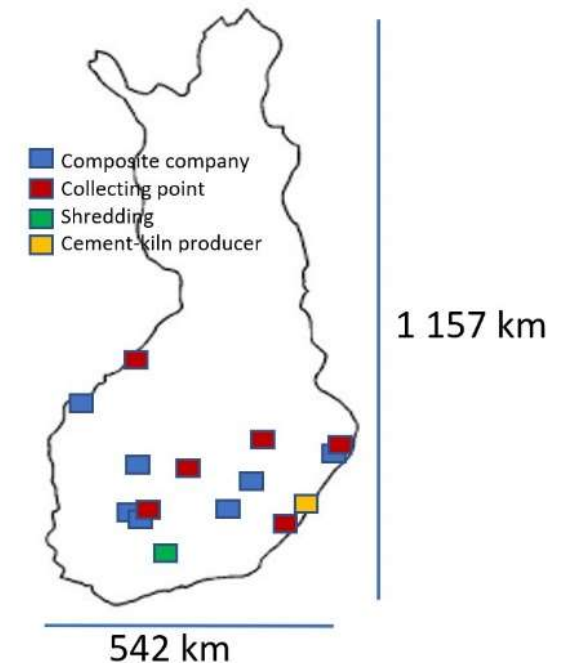 Composite company
Collecting point
Shredding
Cement-kiln producer
1 157 km
542 km